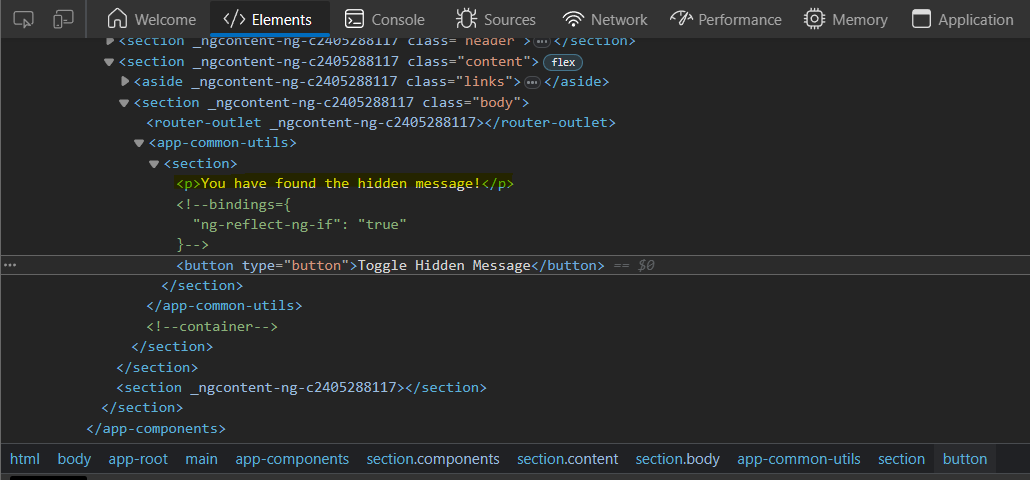 Welcome </> Elements Console Sources Network Performance Memory Application
<section _ngcontent-ng-c2405288117 class="header">…</section>
<section _ngcontent-ng-c2405288117 class="content"> flex
<aside _ngcontent-ng-c2405288117 class="links">…</aside>
<section _ngcontent-ng-c2405288117 class="body">
<router-outlet _ngcontent-ng-c2405288117></router-outlet>
<app-common-utils>
<section>
<p>You have found the hidden message!</p>
<!--bindings={
"ng-reflect-ng-if": "true"
}-->
<button type="button">Toggle Hidden Message</button> == $0
</section>
</app-common-utils>
<!--container-->
</section>
</section>
<section _ngcontent-ng-c2405288117></section>
</section>
</app-components>
html body app-root main app-components section.components section.content section.body app-common-utils section button